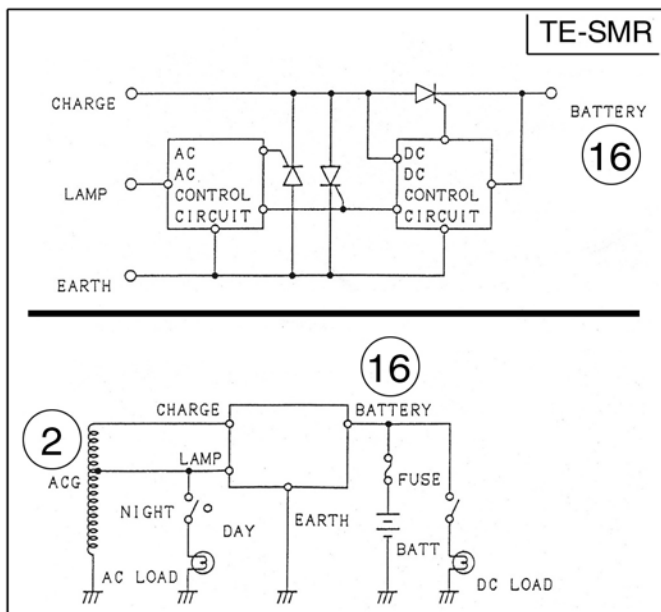 TE-SMR
CHARGE
BATTERY
16
AC
AC
CONTROL
CIRCUIT
DC
DC
CONTROL
CIRCUIT
LAMP
EARTH
16
CHARGE
BATTERY
2
ACG
LAMP
FUSE
NIGHT
DAY
EARTH
BATT
AC LOAD
DC LOAD